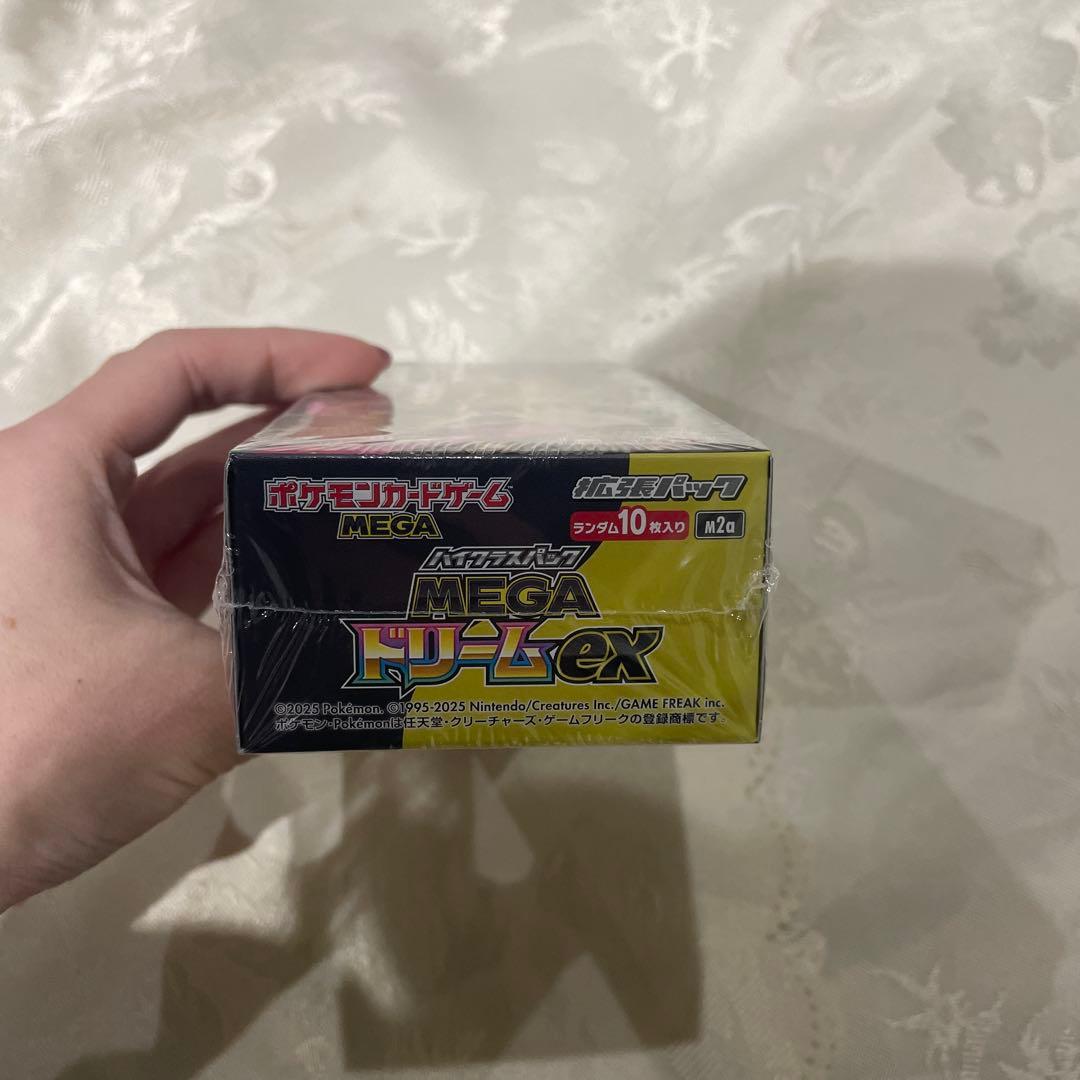 ポケモンカードゲーム
MEGA
拡張パック
ランダム10枚入り M2a
ハイクラスパック
MEGA
ドリームex
©2025 Pokémon. ©1995-2025 Nintendo/Creatures Inc./GAME FREAK inc.
ポケモン・Pokémonは任天堂・クリーチャーズ・ゲームフリークの登録商標です。